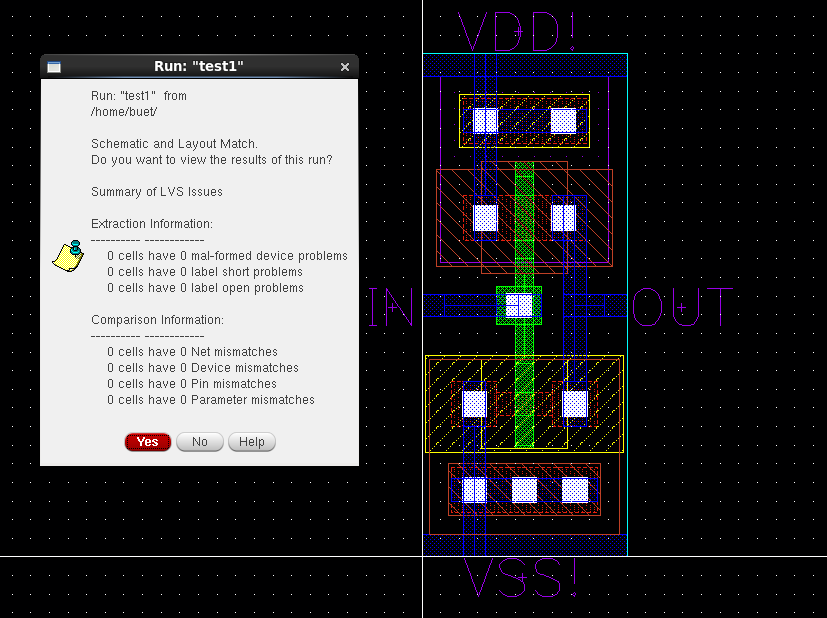 Run: "test1"
Run: "test1" from
/home/buet/
Schematic and Layout Match.
Do you want to view the results of this run?
Summary of LVS Issues
Extraction Information:
---------- ------------
0 cells have 0 mal-formed device problems
0 cells have 0 label short problems
0 cells have 0 label open problems
Comparison Information:
---------- ------------
0 cells have 0 Net mismatches
0 cells have 0 Device mismatches
0 cells have 0 Pin mismatches
0 cells have 0 Parameter mismatches
Yes No Help
VDD!
IN OUT
VSS!